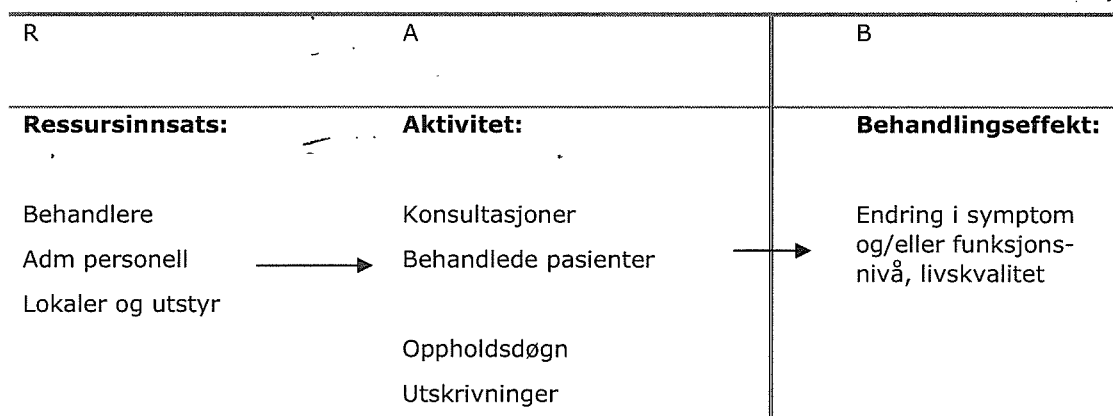 R A B
Ressursinnsats: Aktivitet: Behandlingseffekt:
Behandlere Konsultasjoner Endring i symptom
og/eller funksjons-
Adm personell Behandlede pasienter nivå, livskvalitet
Lokaler og utstyr
Oppholdsdøgn
Utskrivninger